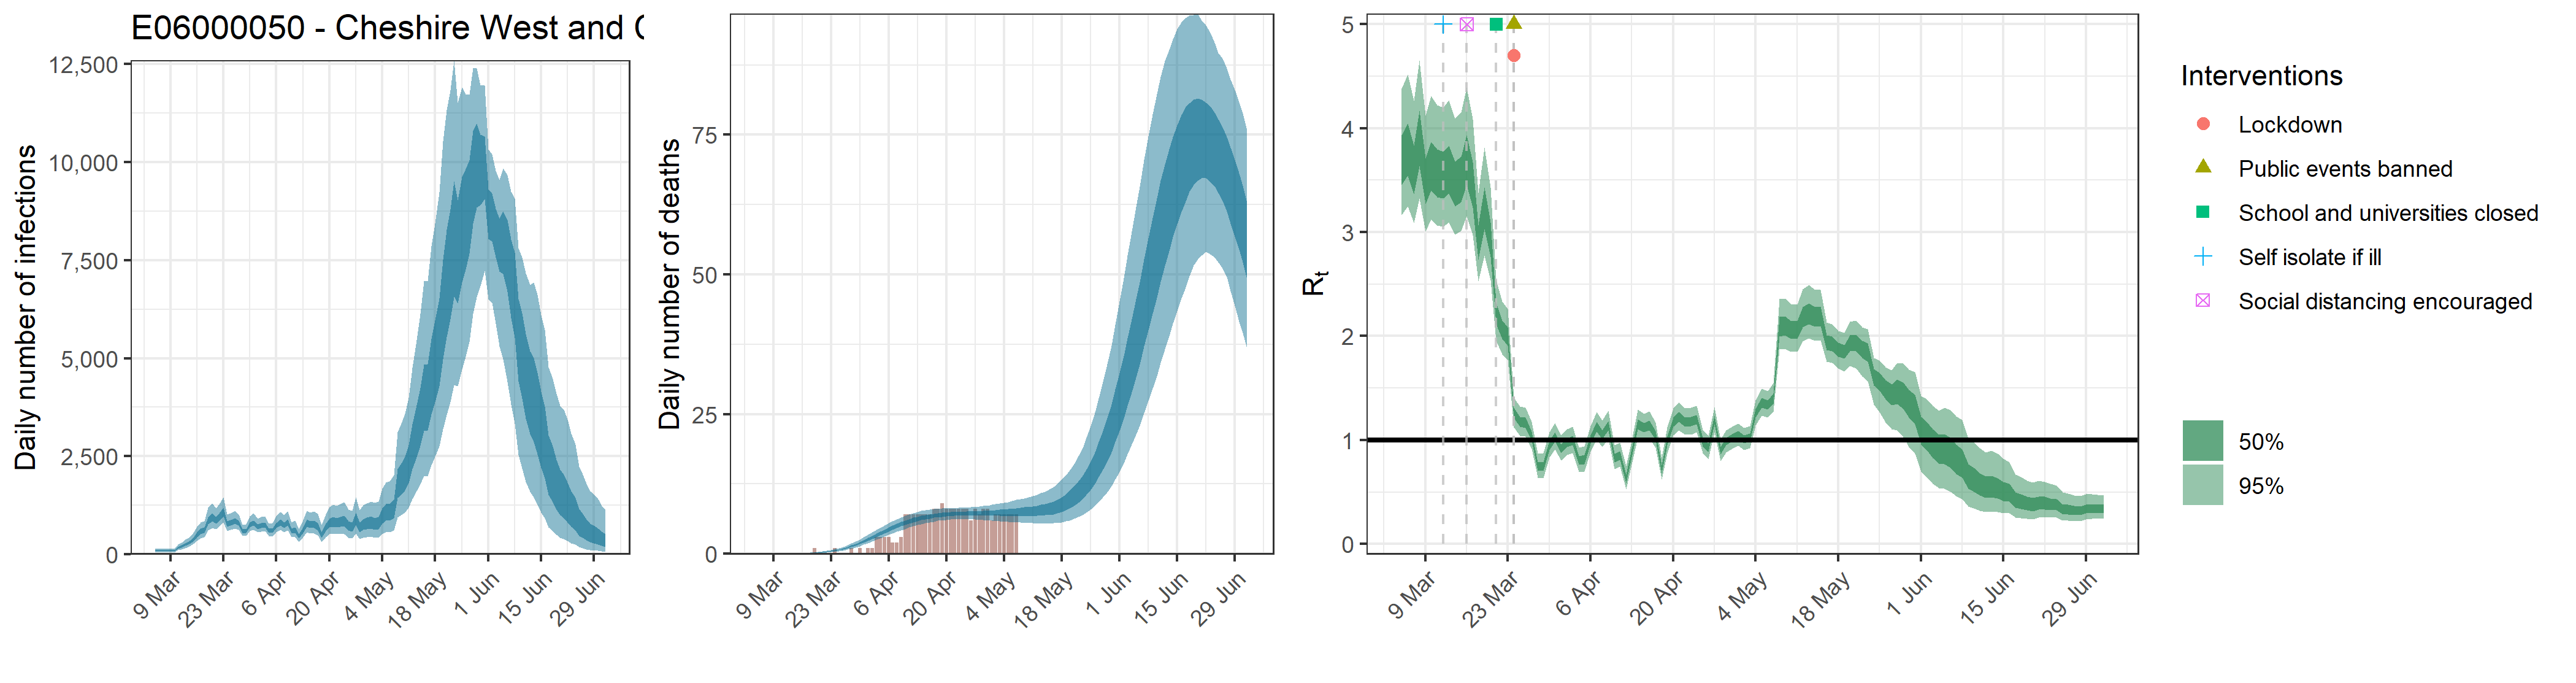 E06000050 - Cheshire West and
Daily number of infections
12,500
10,000
7,500
5,000
2,500
0
9 Mar
23 Mar
6 Apr
20 Apr
4 May
18 May
1 Jun
15 Jun
29 Jun
Daily number of deaths
75
50
25
0
9 Mar
23 Mar
6 Apr
20 Apr
4 May
18 May
1 Jun
15 Jun
29 Jun
Rt
5
4
3
2
1
0
9 Mar
23 Mar
6 Apr
20 Apr
4 May
18 May
1 Jun
15 Jun
29 Jun
Interventions
Lockdown
Public events banned
School and universities closed
Self isolate if ill
Social distancing encouraged
50%
95%